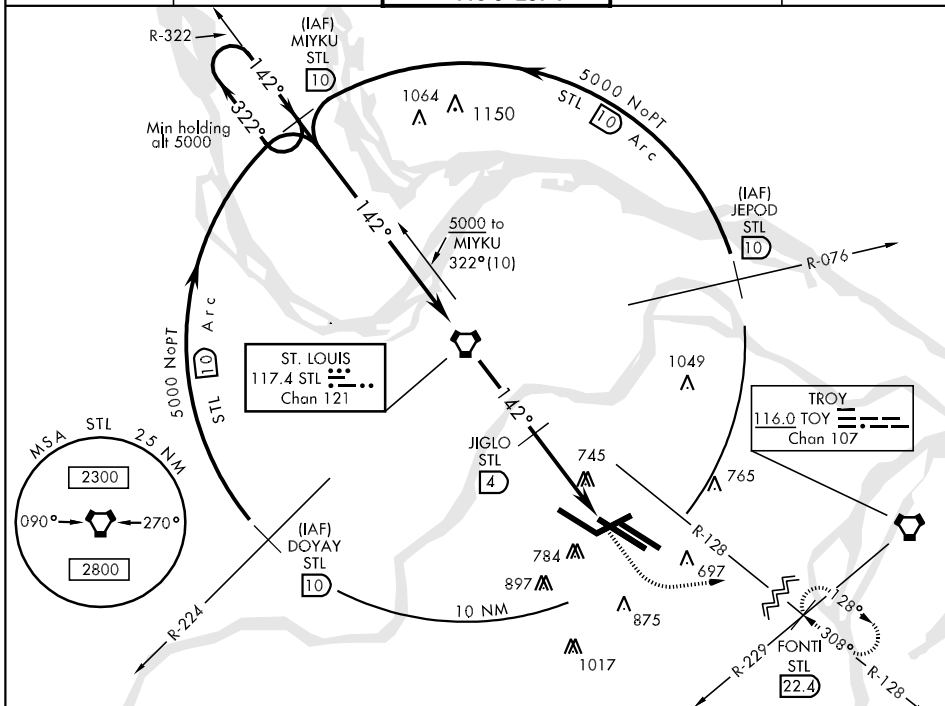 R-322
(IAF)
MIYKU
STL
10
142°
322°
Min holding
alt 5000
1064
1150
5000 NoPT
STL 10 Arc
(IAF)
JEPOD
STL
10
R-076
142°
5000 to
MIYKU
322° (10)
5000 NoPT
STL 10 Arc
ST. LOUIS
117.4 STL
Chan 121
1049
TROY
116.0 TOY
Chan 107
142°
JIGLO
STL
4
745
765
MSA STL 25 NM
2300
090°
270°
2800
(IAF)
DOYAY
STL
10
R-224
R-128
784
897
697
875
10 NM
1017
128°
308°
R-229
FONTI
STL
22.4
R-128